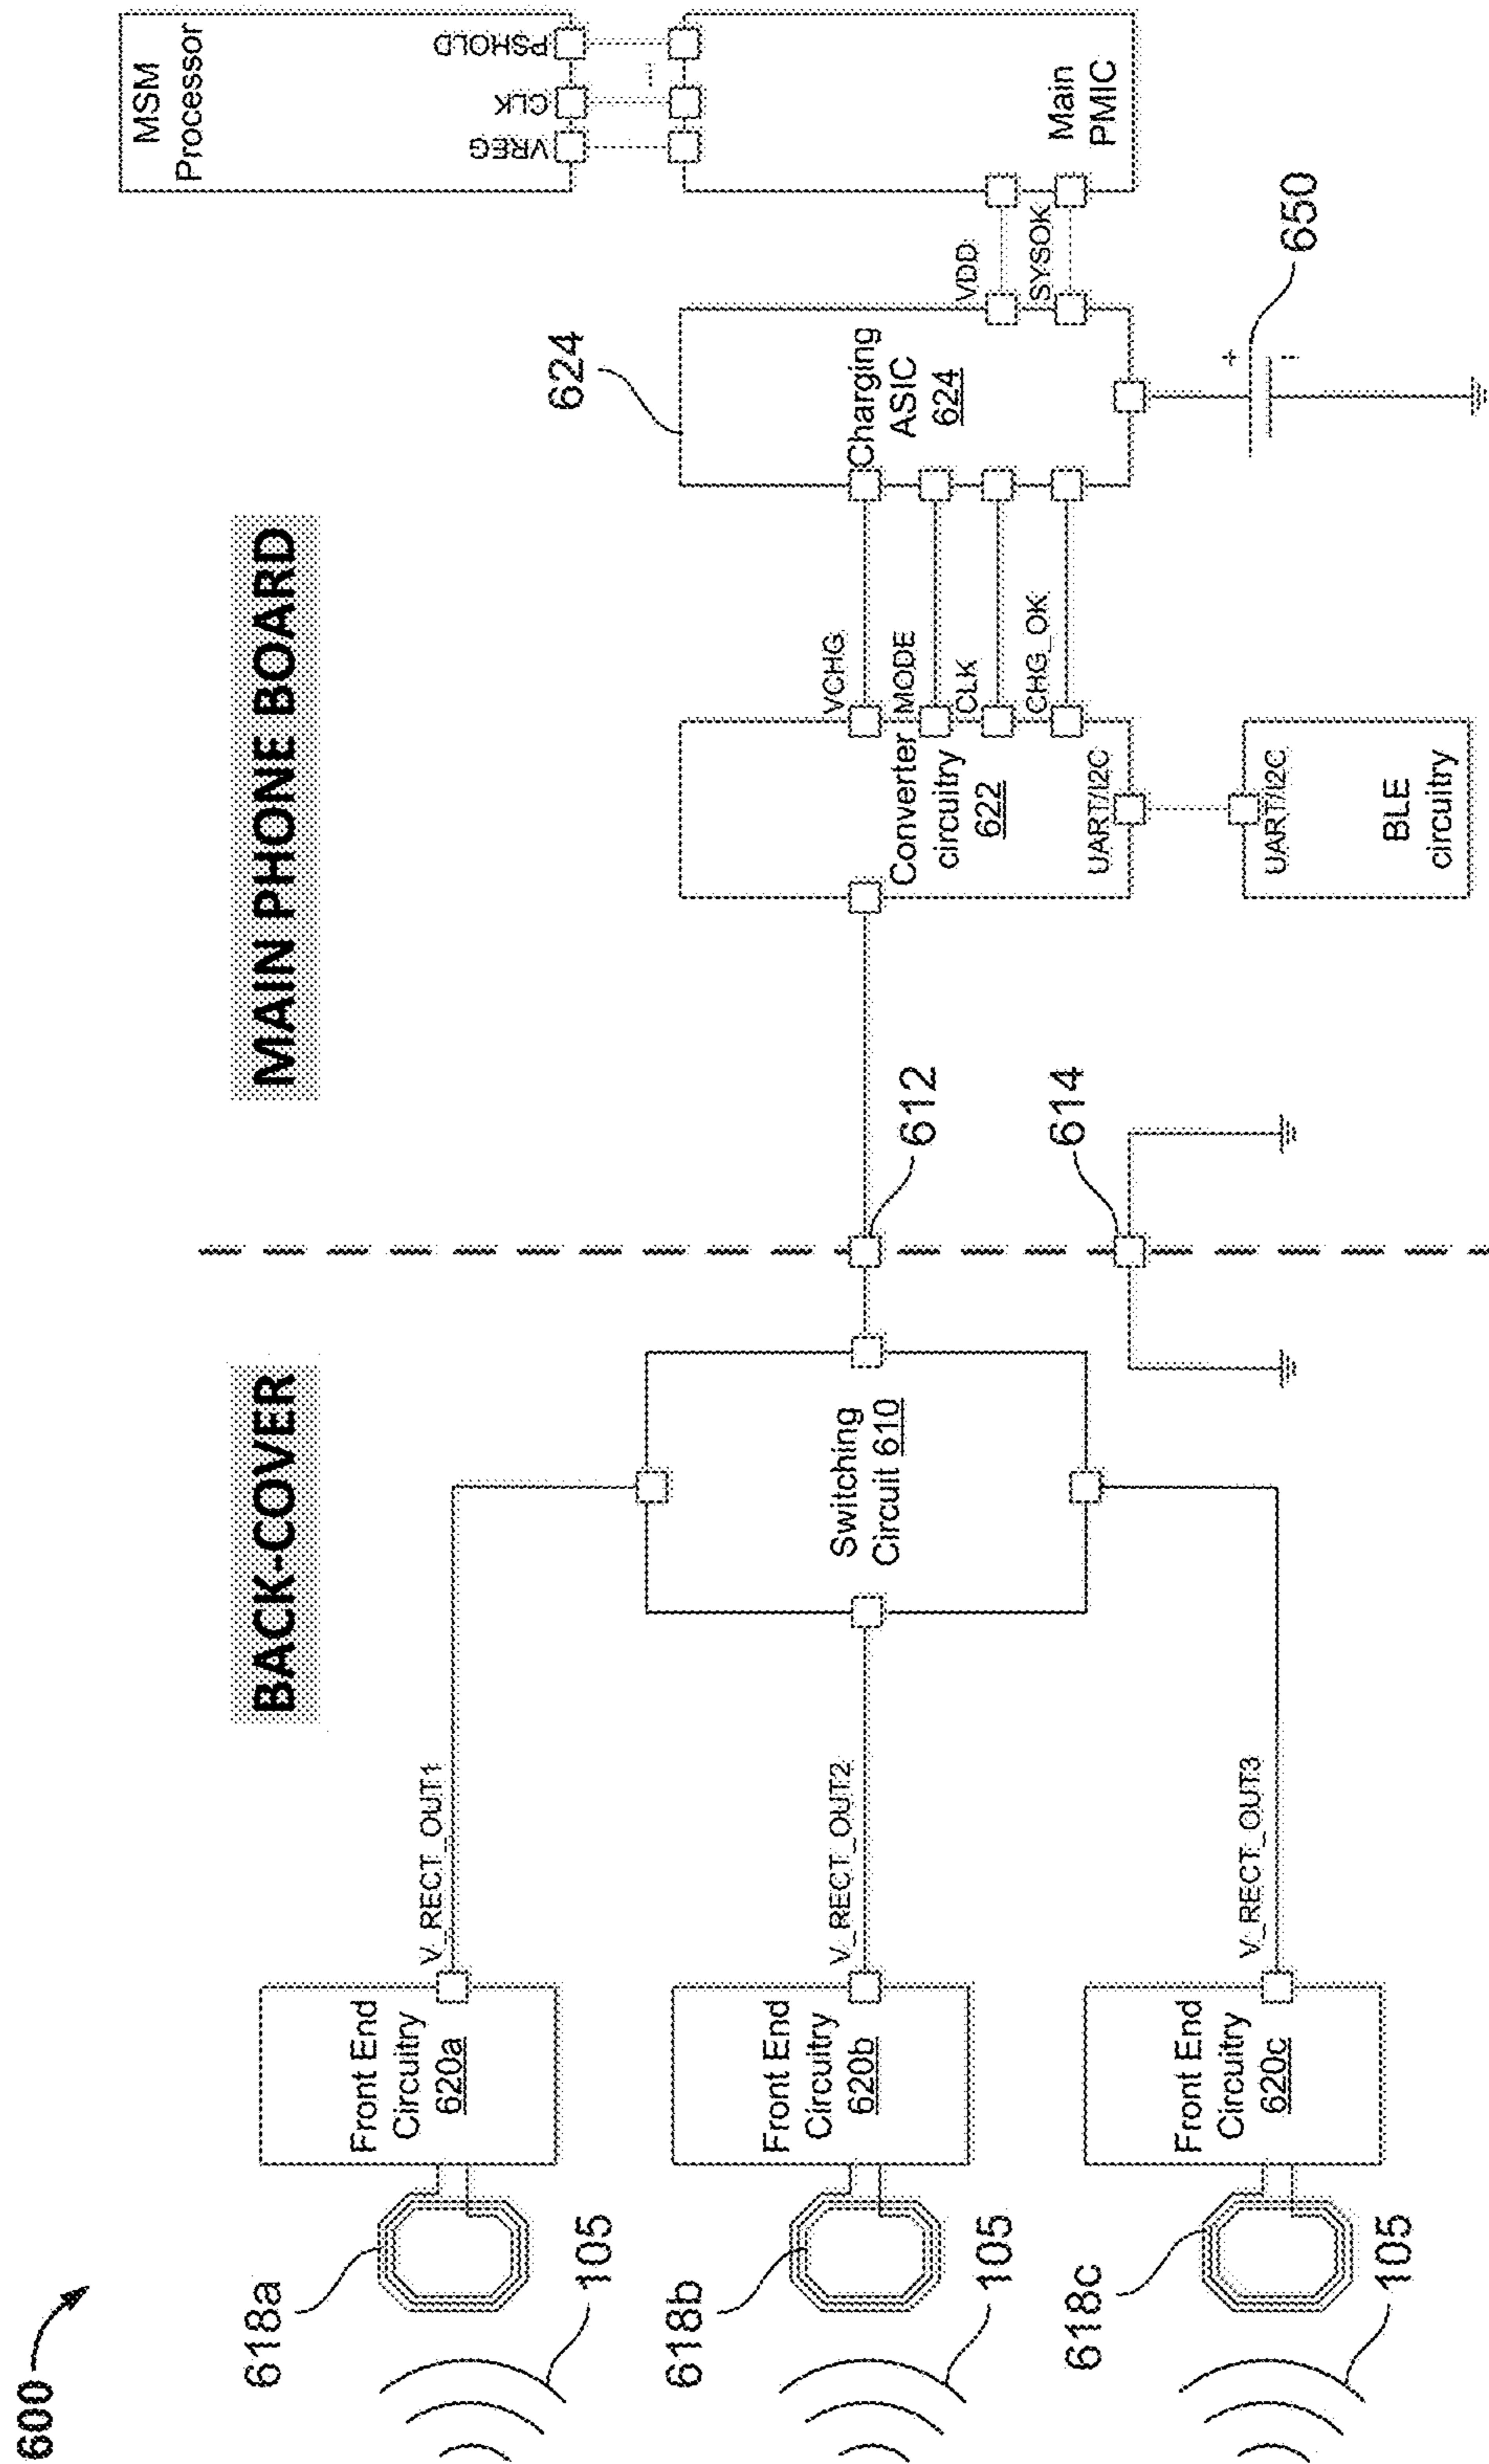 600
BACK-COVER
MAIN PHONE BOARD
618a
105
Front End
Circuitry
620a
V_RECT_OUT1
618b
105
Front End
Circuitry
620b
V_RECT_OUT2
618c
105
Front End
Circuitry
620c
V_RECT_OUT3
Switching
Circuit 610
612
614
Converter
circuitry
622
VCHG
MODE
CLK
CHG_OK
UART/I2C
UART/I2C
BLE
circuitry
624
Charging
ASIC
624
VDD
SYSOK
+
-
650
MSM
Processor
VREG
CLK
PSHOLD
...
Main
PMIC